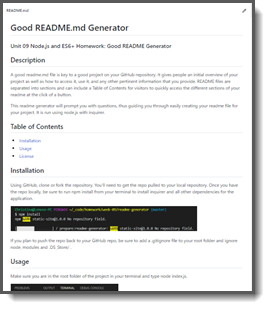 README.md
Good README.md Generator
Unit 09 Node.js and ES6+ Homework: Good README Generator
Description
A good readme.md file is key to a good project on your GitHub repository. It gives people an initial overview of your
project as well as how to access it, use it, and any other pertinent information that you provide. README files are
separated into sections and can include a Table of Contents for visitors to quickly access the different sections of your
readme at the click of a button.
This readme generator will prompt you with questions, thus guiding you through easily creating your readme file for
your project. It is run using node.js with inquirer.
Table of Contents
Installation
Usage
License
Installation
Using GitHub, clone or fork the repository. You'll need to get the repo pulled to your local repository. Once you have
the repo locally, be sure to run npm install from your terminal to install inquirer and all other dependencies for the
application.
$ npm install
npm WARN static-site@1.0.0 No repository field.
If you plan to push the repo back to your GitHub repo, be sure to add a .gitignore file to your root folder and ignore
node_modules and .DS_Store/.
Usage
Make sure you are in the root folder of the project in your terminal and type node index.js.
PROBLEMS OUTPUT TERMINAL DEBUG CONSOLE